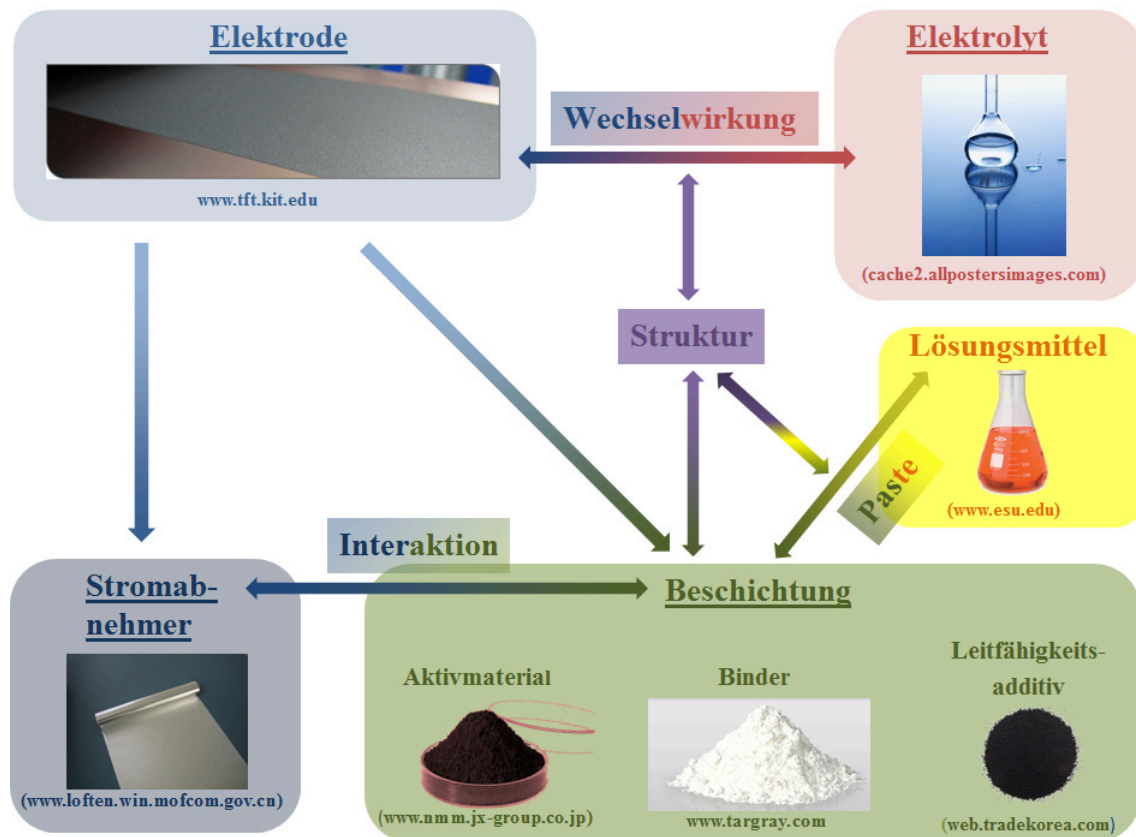 Elektrode
www.tft.kit.edu
Wechselwirkung
Elektrolyt
(cache2.allpostersimages.com)
Struktur
Lösungsmittel
(www.esu.edu)
Paste
Interaktion
Stromab-
nehmer
(www.loften.win.mofcom.gov.cn)
Beschichtung
Aktivmaterial
(www.nmm.jx-group.co.jp)
Binder
www.targray.com
Leitfähigkeits-
additiv
(web.tradekorea.com)